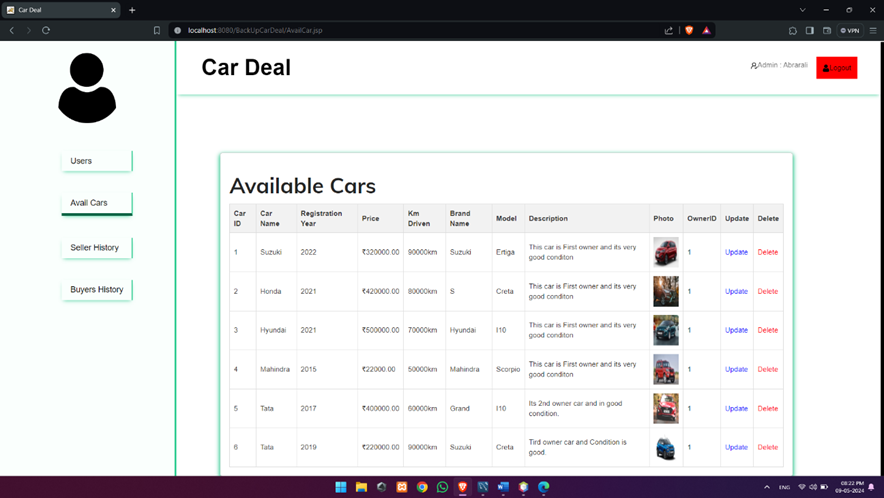 Car Deal
localhost:8080/BackUpCarDeal/AvailCar.jsp
VPN
Car Deal
Admin : Abrarali
Logout
Users
Avail Cars
Seller History
Buyers History
Available Cars
Car ID Car Name Registration Year Price Km Driven Brand Name Model Description Photo OwnerID Update Delete
1 Suzuki 2022 ₹320000.00 90000km Suzuki Ertiga This car is First owner and its very good conditon 1 Update Delete
2 Honda 2021 ₹420000.00 80000km S Creta This car is First owner and its very good conditon 1 Update Delete
3 Hyundai 2021 ₹500000.00 70000km Hyundai I10 This car is First owner and its very good conditon 1 Update Delete
4 Mahindra 2015 ₹22000.00 50000km Mahindra Scorpio This car is First owner and its very good conditon 1 Update Delete
5 Tata 2017 ₹400000.00 60000km Grand I10 Its 2nd owner car and in good condition. 1 Update Delete
6 Tata 2019 ₹220000.00 90000km Suzuki Creta Tird owner car and Condition is good 1 Update Delete
ENG
08:22 PM
09-05-2024